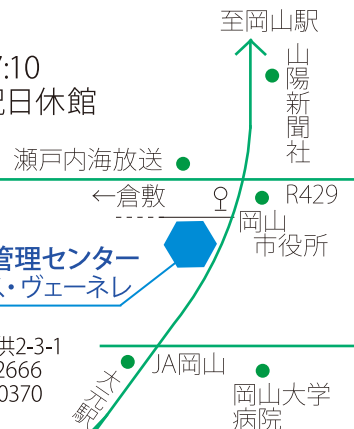 至岡山駅
:10
祝日休館
山陽新聞社
瀬戸内海放送
←倉敷
R429
岡山
市役所
管理センター
ス・ヴェーネレ
共2-3-1
2666
0370
JA岡山
大元駅
岡山大学
病院